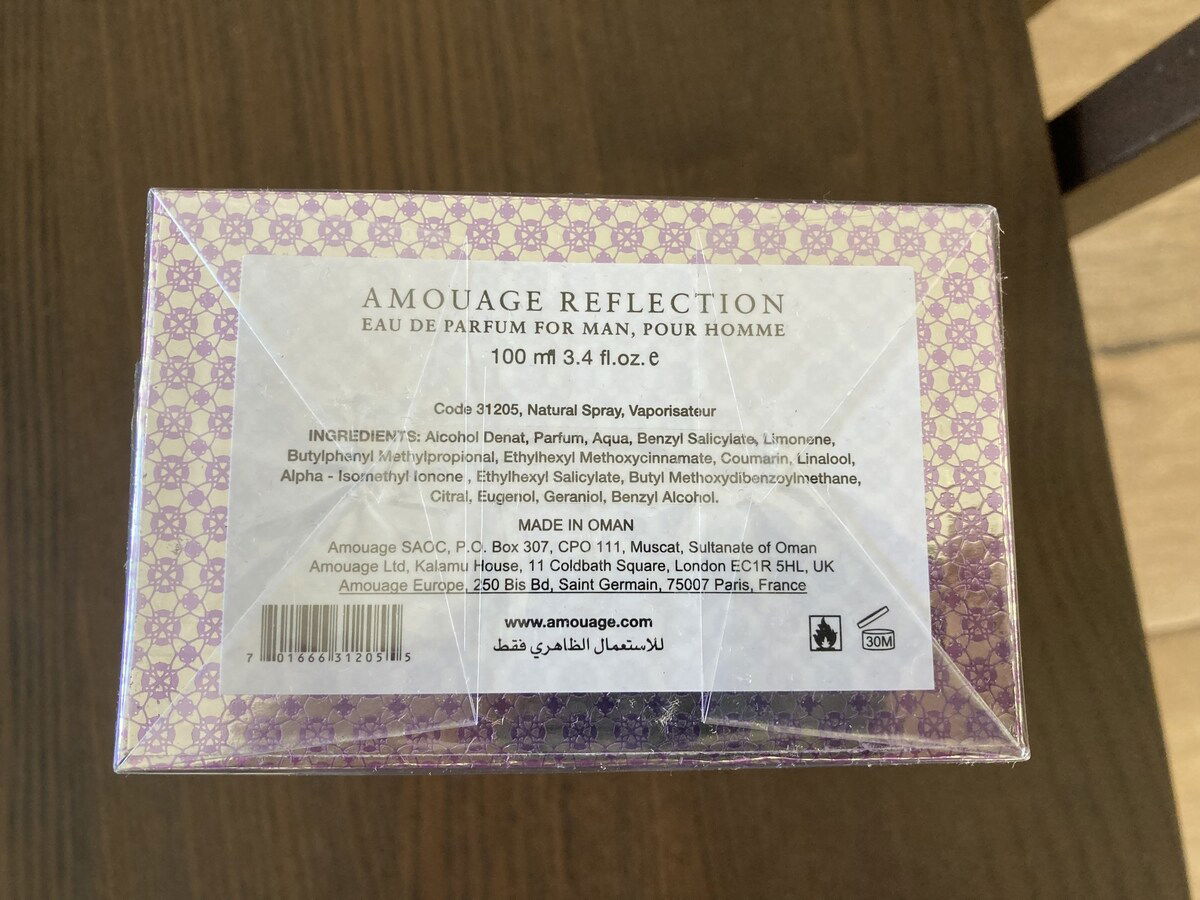 AMOUAGE REFLECTION
EAU DE PARFUM FOR MAN, POUR HOMME
100 ml 3.4 fl.oz. e
Code 31205, Natural Spray, Vaporisateur
INGREDIENTS: Alcohol Denat, Parfum, Aqua, Benzyl Salicylate, Limonene,
Butylphenyl Methylpropional, Ethylhexyl Methoxycinnamate, Coumarin, Linalool,
Alpha - Isomethyl Ionone , Ethylhexyl Salicylate, Butyl Methoxydibenzoylmethane,
Citral, Eugenol, Geraniol, Benzyl Alcohol.
MADE IN OMAN
Amouage SAOC, P.O. Box 307, CPO 111, Muscat, Sultanate of Oman
Amouage Ltd, Kalamu House, 11 Coldbath Square, London EC1R 5HL, UK
Amouage Europe, 250 Bis Bd, Saint Germain, 75007 Paris, France
www.amouage.com
للاستعمال الظاهري فقط
7 01666 31205 5
30M